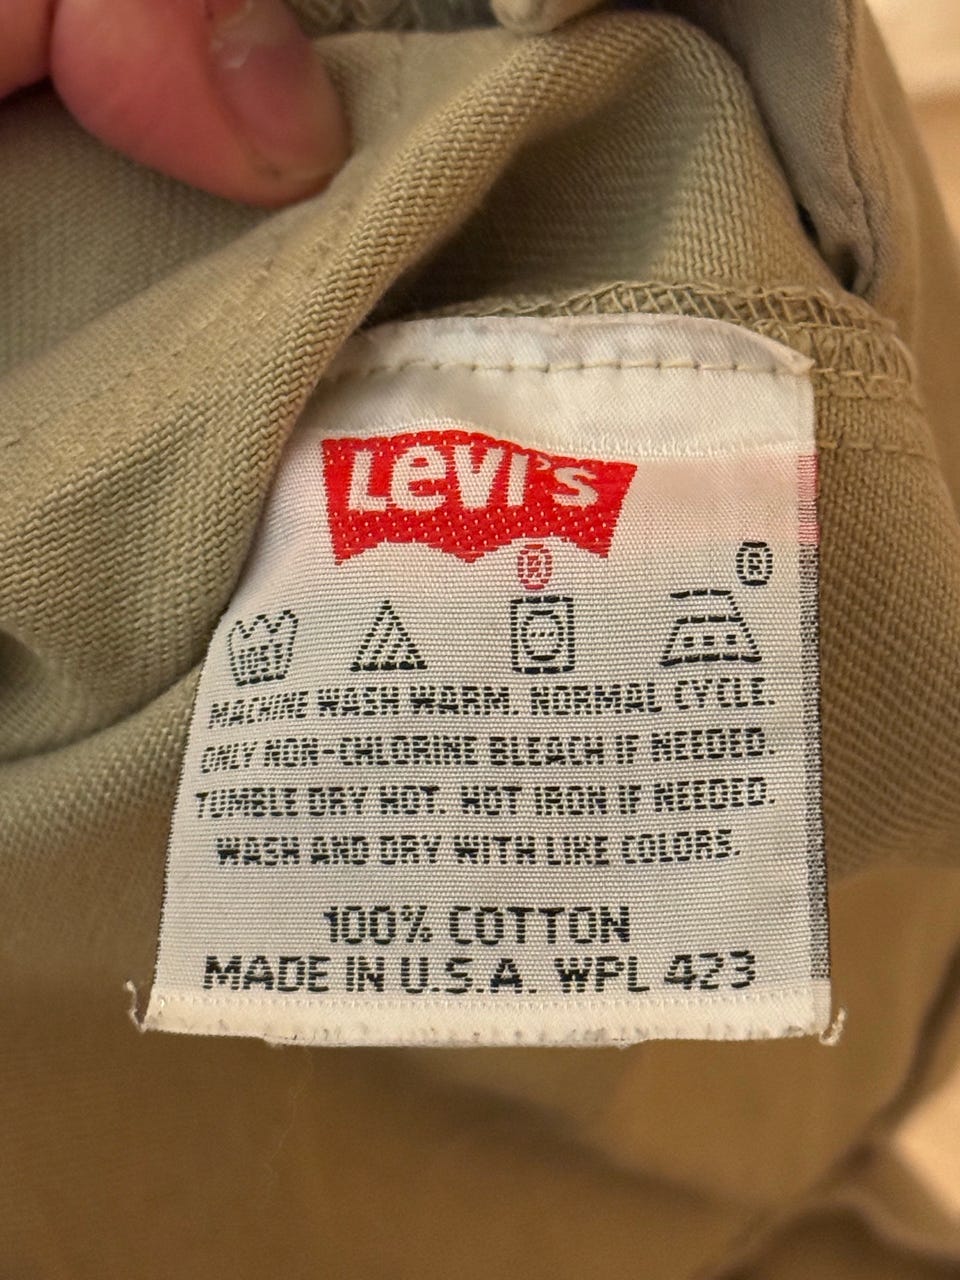 Levi's
®
®
105
MACHINE WASH WARM. NORMAL CYCLE.
ONLY NON-CHLORINE BLEACH IF NEEDED.
TUMBLE DRY HOT. HOT IRON IF NEEDED.
WASH AND DRY WITH LIKE COLORS.
100% COTTON
MADE IN U.S.A. WPL 423